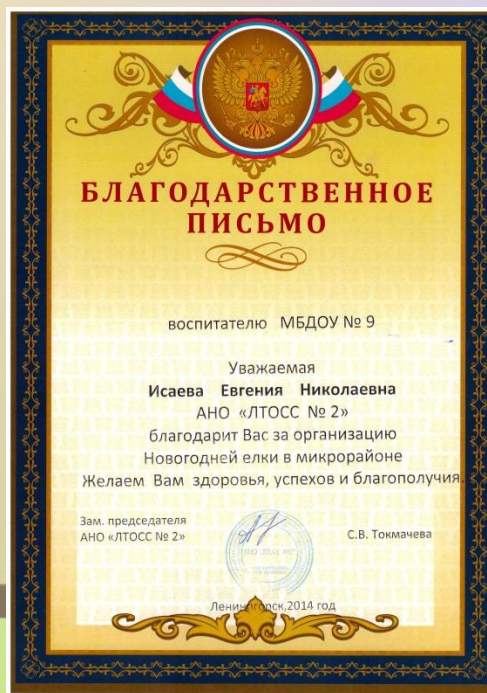 БЛАГОДАРСТВЕННОЕ
ПИСЬМО
воспитателю МБДОУ № 9
Уважаемая
Исаева Евгения Николаевна
АНО «ЛТОСС № 2»
благодарит Вас за организацию
Новогодней елки в микрорайоне
Желаем Вам здоровья, успехов и благополучия.
Зам. председателя
АНО «ЛТОСС № 2»
С.В. Токмачева
Лениногорск,2014 год